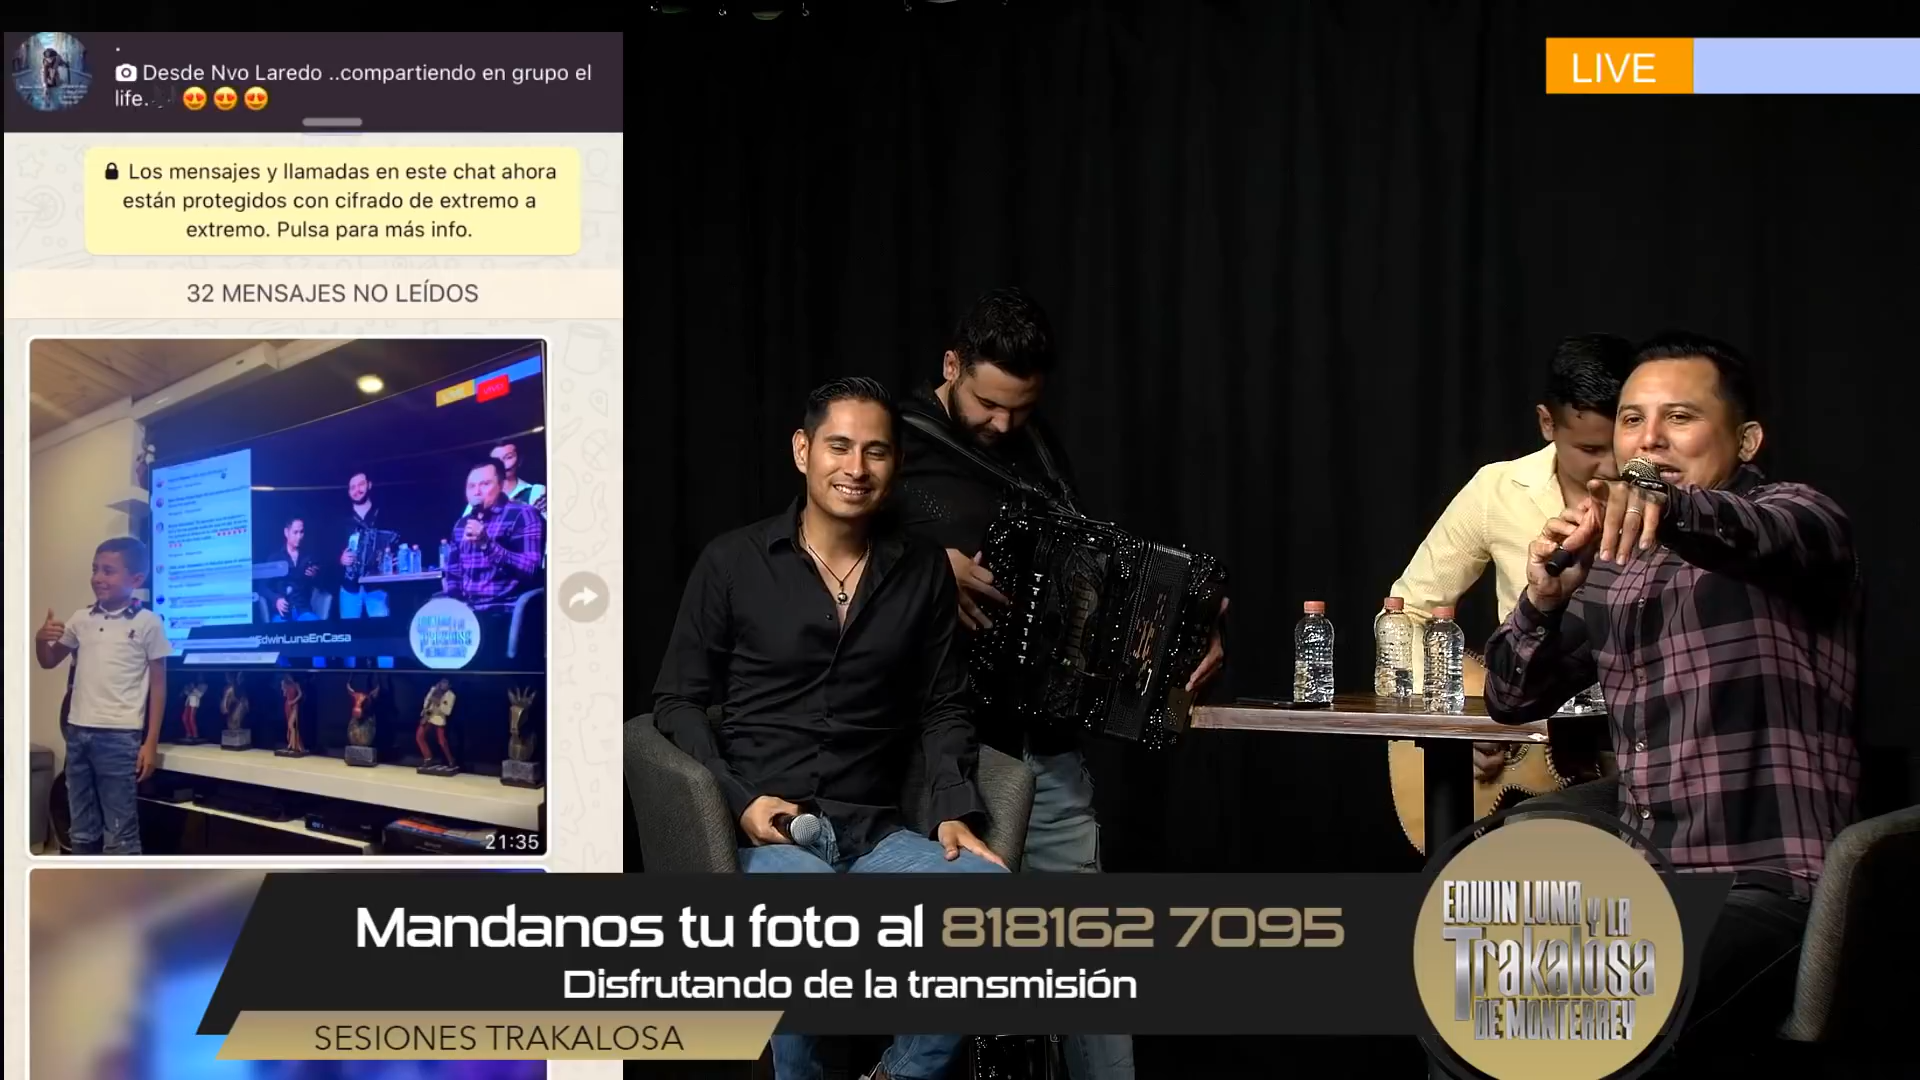 .
Desde Nvo Laredo ..compartiendo en grupo el
life. 😍😍😍
Los mensajes y llamadas en este chat ahora
están protegidos con cifrado de extremo a
extremo. Pulsa para más info.
32 MENSAJES NO LEÍDOS
EdwinLunaEnCasa
21:35
LIVE
Mandanos tu foto al 818162 7095
Disfrutando de la transmisión
SESIONES TRAKALOSA
EDWIN LUNA Y LA
Trakalosa
DE MONTERREY